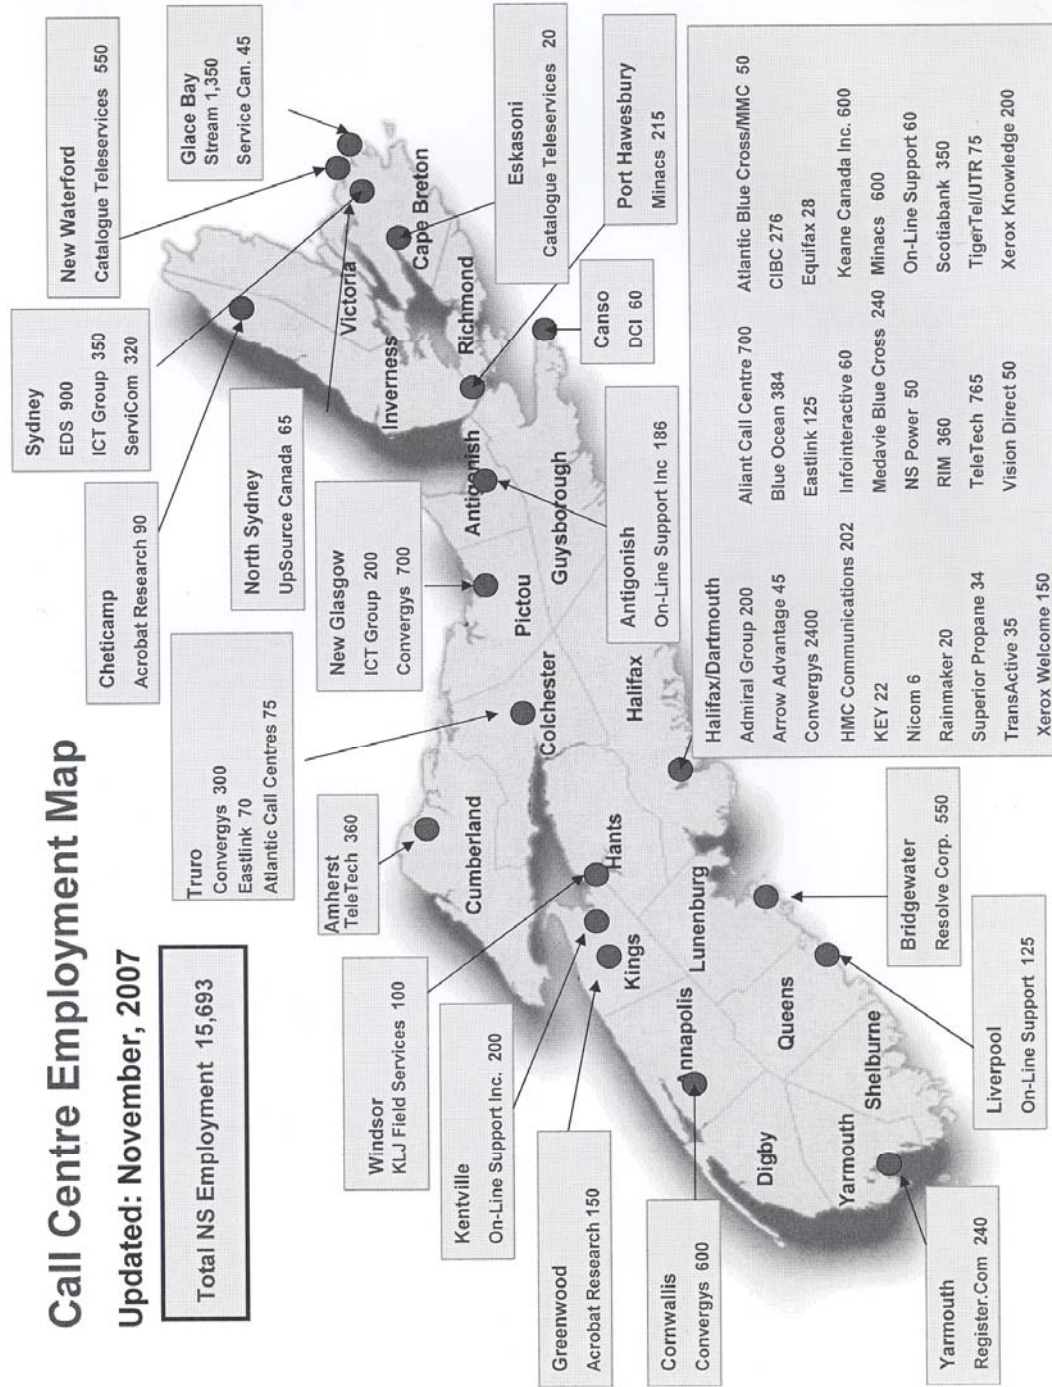 Call Centre Employment Map
Updated: November, 2007
Total NS Employment 15,693
Sydney
EDS 900
ICT Group 350
ServiCom 320
New Waterford
Catalogue Teleservices 550
Glace Bay
Stream 1,350
Service Can. 45
Cheticamp
Acrobat Research 90
North Sydney
UpSource Canada 65
Truro
Convergys 300
Eastlink 70
Atlantic Call Centres 75
New Glasgow
ICT Group 200
Convergys 700
Amherst
TeleTech 360
Windsor
KLJ Field Services 100
Kentville
On-Line Support Inc. 200
Greenwood
Acrobat Research 150
Cornwallis
Convergys 600
Yarmouth
Register.Com 240
Liverpool
On-Line Support 125
Bridgewater
Resolve Corp. 550
Antigonish
On-Line Support Inc 186
Canso
DCI 60
Port Hawesbury
Minacs 215
Eskasoni
Catalogue Teleservices 20
Victoria
Cape Breton
Inverness
Richmond
Antigonish
Guysborough
Pictou
Colchester
Cumberland
Halifax
Hants
Kings
Lunenburg
Annapolis
Queens
Digby
Shelburne
Yarmouth
Halifax/Dartmouth
Admiral Group 200 Aliant Call Centre 700 Atlantic Blue Cross/MMC 50
Arrow Advantage 45 Blue Ocean 384 CIBC 276
Convergys 2400 Eastlink 125 Equifax 28
HMC Communications 202 Infointeractive 60 Keane Canada Inc. 600
KEY 22 Medavie Blue Cross 240 Minacs 600
Nicom 6 NS Power 50 On-Line Support 60
Rainmaker 20 RIM 360 Scotiabank 350
Superior Propane 34 TeleTech 765 TigerTel/UTR 75
TransActive 35 Vision Direct 50 Xerox Knowledge 200
Xerox Welcome 150